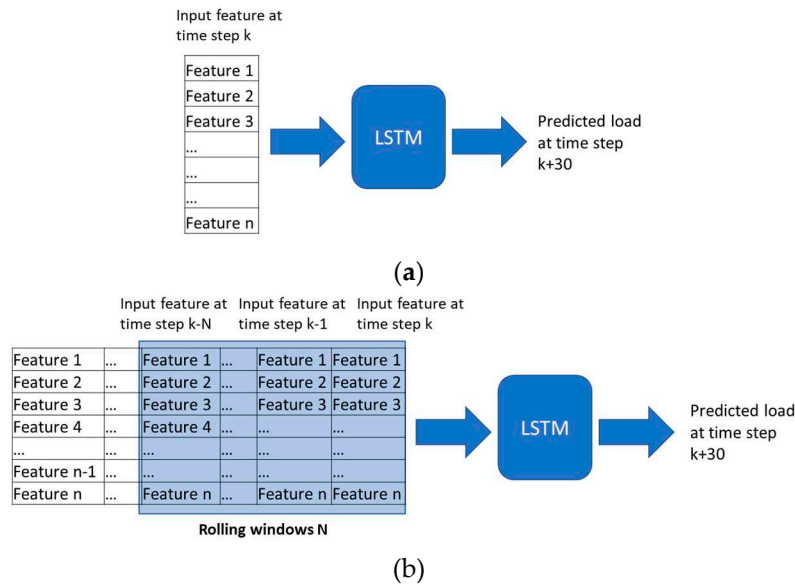 Input feature at
time step k
Feature 1
Feature 2
Feature 3
...
...
...
Feature n
LSTM
Predicted load
at time step
k+30
(a)
Input feature at Input feature at Input feature at
time step k-N time step k-1 time step k
Feature 1 ... Feature 1 ... Feature 1 Feature 1
Feature 2 ... Feature 2 ... Feature 2 Feature 2
Feature 3 ... Feature 3 ... Feature 3 Feature 3
Feature 4 ... Feature 4 ... ... ...
... ... ... ... ... ...
Feature n-1 ... ... ... ... ...
Feature n ... Feature n ... Feature n Feature n
LSTM
Predicted load
at time step
k+30
Rolling windows N
(b)